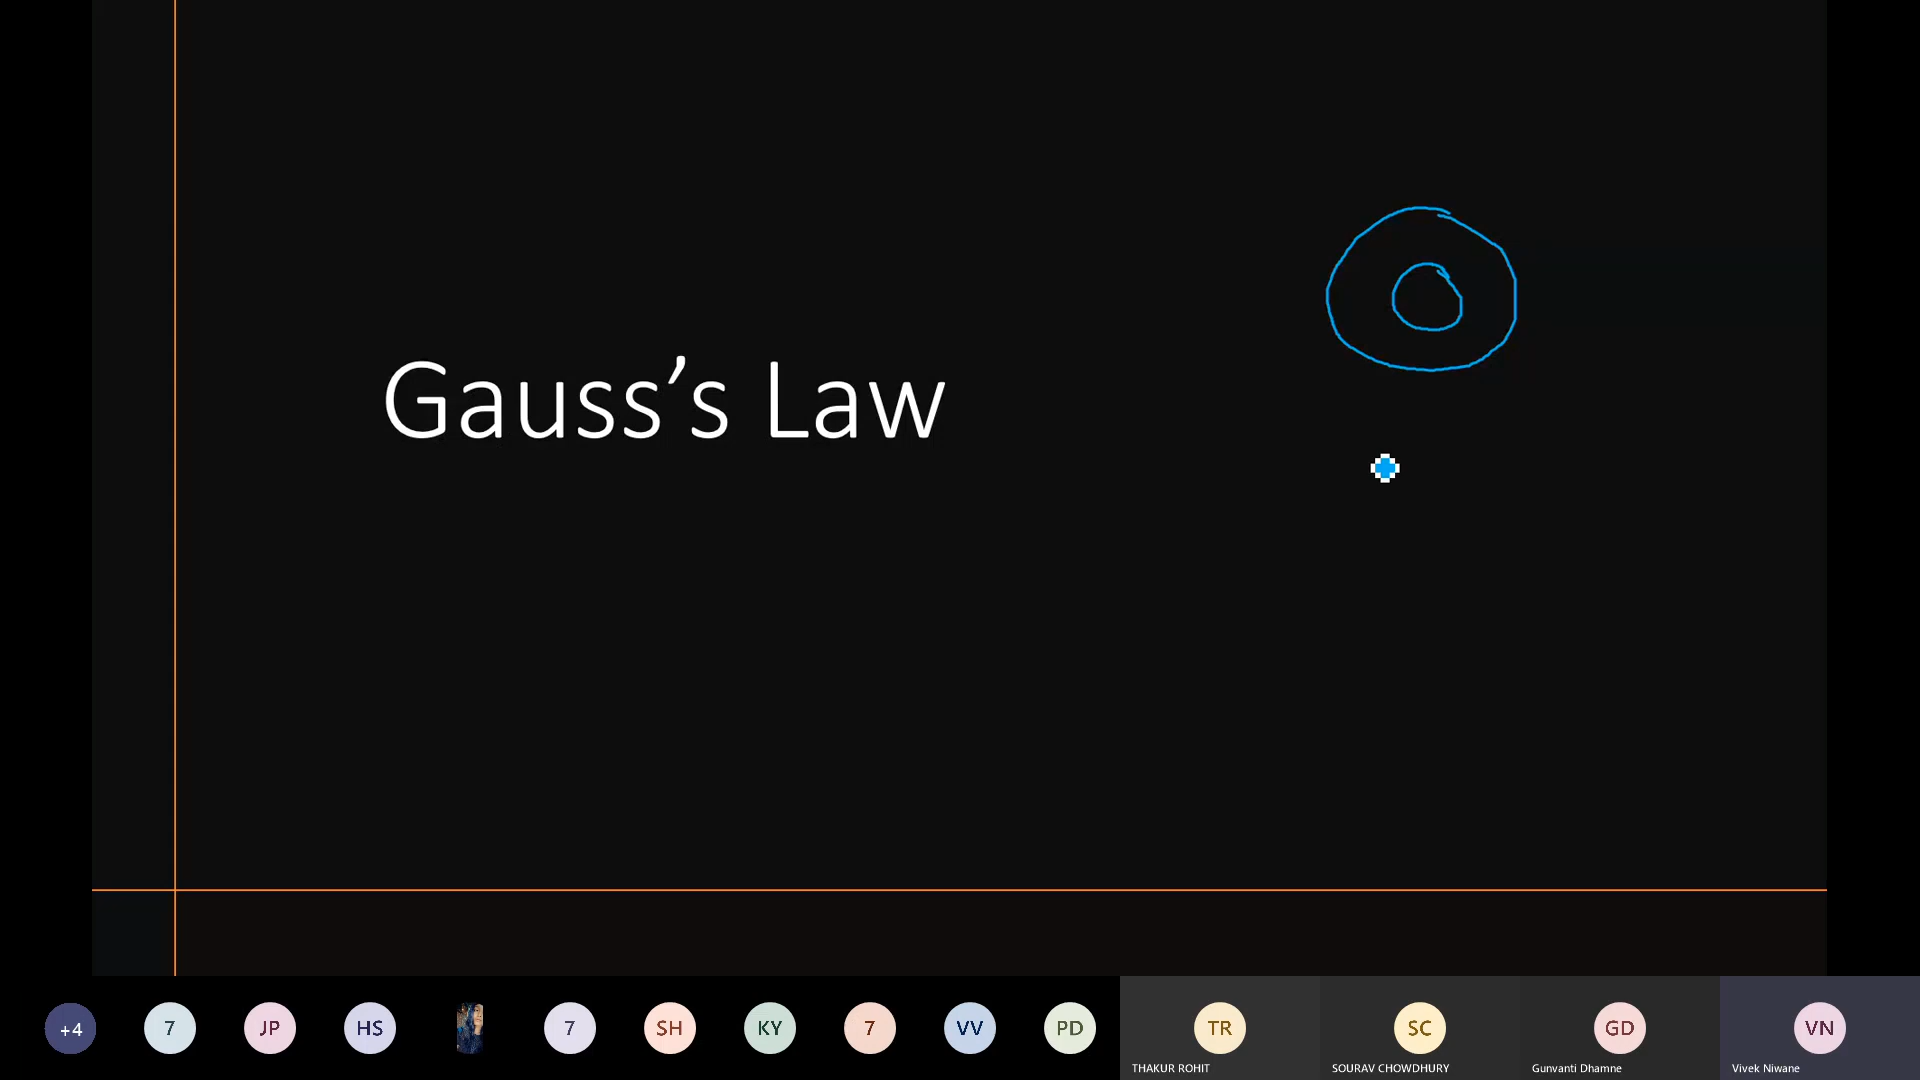 Gauss’s Law
+4
7
JP
HS
7
SH
KY
7
VV
PD
TR
SC
GD
VN
THAKUR ROHIT
SOURAV CHOWDHURY
Gunvanti Dhamne
Vivek Niwane